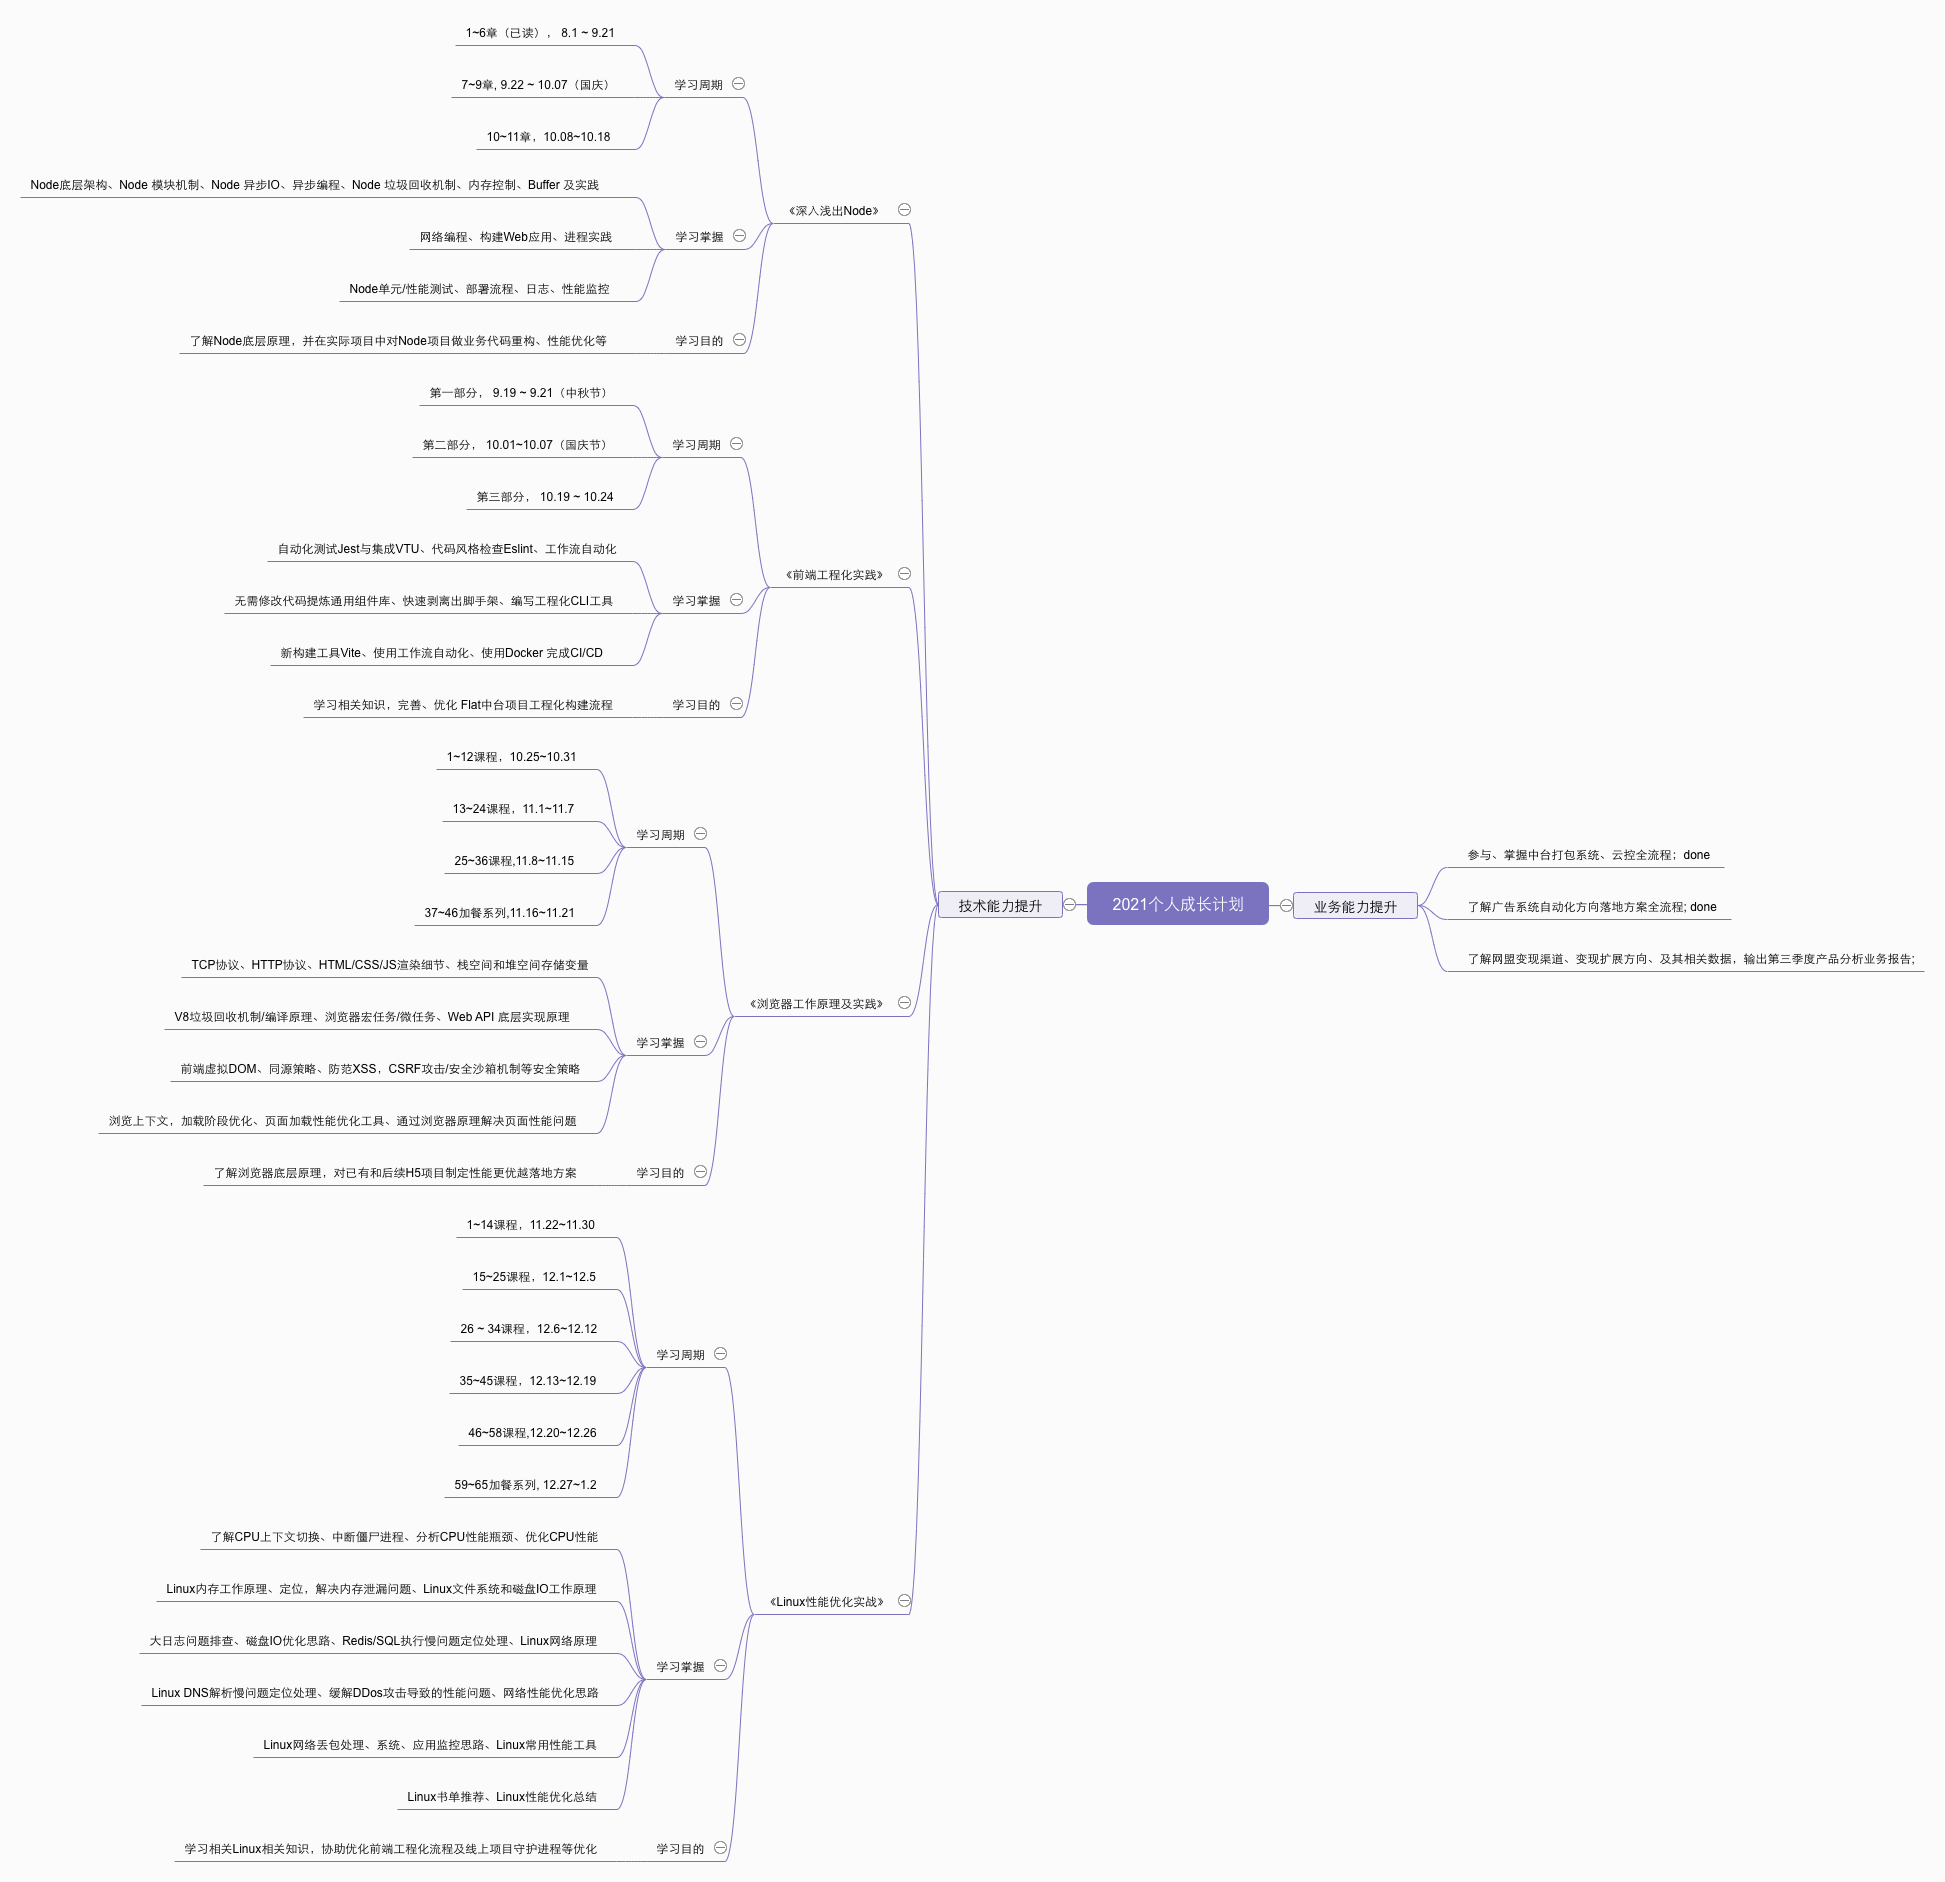 1~6章（已读）， 8.1 ~ 9.21
学习周期
7~9章, 9.22 ~ 10.07（国庆）
10~11章，10.08~10.18
Node底层架构、Node 模块机制、Node 异步IO、异步编程、Node 垃圾回收机制、内存控制、Buffer 及实践
《深入浅出Node》
网络编程、构建Web应用、进程实践
学习掌握
Node单元/性能测试、部署流程、日志、性能监控
了解Node底层原理，并在实际项目中对Node项目做业务代码重构、性能优化等
学习目的
第一部分， 9.19 ~ 9.21（中秋节）
第二部分， 10.01~10.07（国庆节）
学习周期
第三部分， 10.19 ~ 10.24
自动化测试Jest与集成VTU、代码风格检查Eslint、工作流自动化
《前端工程化实践》
无需修改代码提炼通用组件库、快速剥离出脚手架、编写工程化CLI工具
学习掌握
新构建工具Vite、使用工作流自动化、使用Docker 完成CI/CD
学习相关知识，完善、优化 Flat中台项目工程化构建流程
学习目的
1~12课程，10.25~10.31
13~24课程，11.1~11.7
学习周期
25~36课程,11.8~11.15
37~46加餐系列,11.16~11.21
技术能力提升
2021个人成长计划
业务能力提升
参与、掌握中台打包系统、云控全流程；done
了解广告系统自动化方向落地方案全流程; done
了解网盟变现渠道、变现扩展方向、及其相关数据，输出第三季度产品分析业务报告;
TCP协议、HTTP协议、HTML/CSS/JS渲染细节、栈空间和堆空间存储变量
《浏览器工作原理及实践》
V8垃圾回收机制/编译原理、浏览器宏任务/微任务、Web API 底层实现原理
学习掌握
前端虚拟DOM、同源策略、防范XSS，CSRF攻击/安全沙箱机制等安全策略
浏览上下文，加载阶段优化、页面加载性能优化工具、通过浏览器原理解决页面性能问题
了解浏览器底层原理，对已有和后续H5项目制定性能更优越落地方案
学习目的
1~14课程，11.22~11.30
15~25课程，12.1~12.5
26 ~ 34课程，12.6~12.12
学习周期
35~45课程，12.13~12.19
46~58课程,12.20~12.26
59~65加餐系列, 12.27~1.2
了解CPU上下文切换、中断僵尸进程、分析CPU性能瓶颈、优化CPU性能
Linux内存工作原理、定位，解决内存泄漏问题、Linux文件系统和磁盘IO工作原理
《Linux性能优化实战》
大日志问题排查、磁盘IO优化思路、Redis/SQL执行慢问题定位处理、Linux网络原理
学习掌握
Linux DNS解析慢问题定位处理、缓解DDos攻击导致的性能问题、网络性能优化思路
Linux网络丢包处理、系统、应用监控思路、Linux常用性能工具
Linux书单推荐、Linux性能优化总结
学习相关Linux相关知识，协助优化前端工程化流程及线上项目守护进程等优化
学习目的